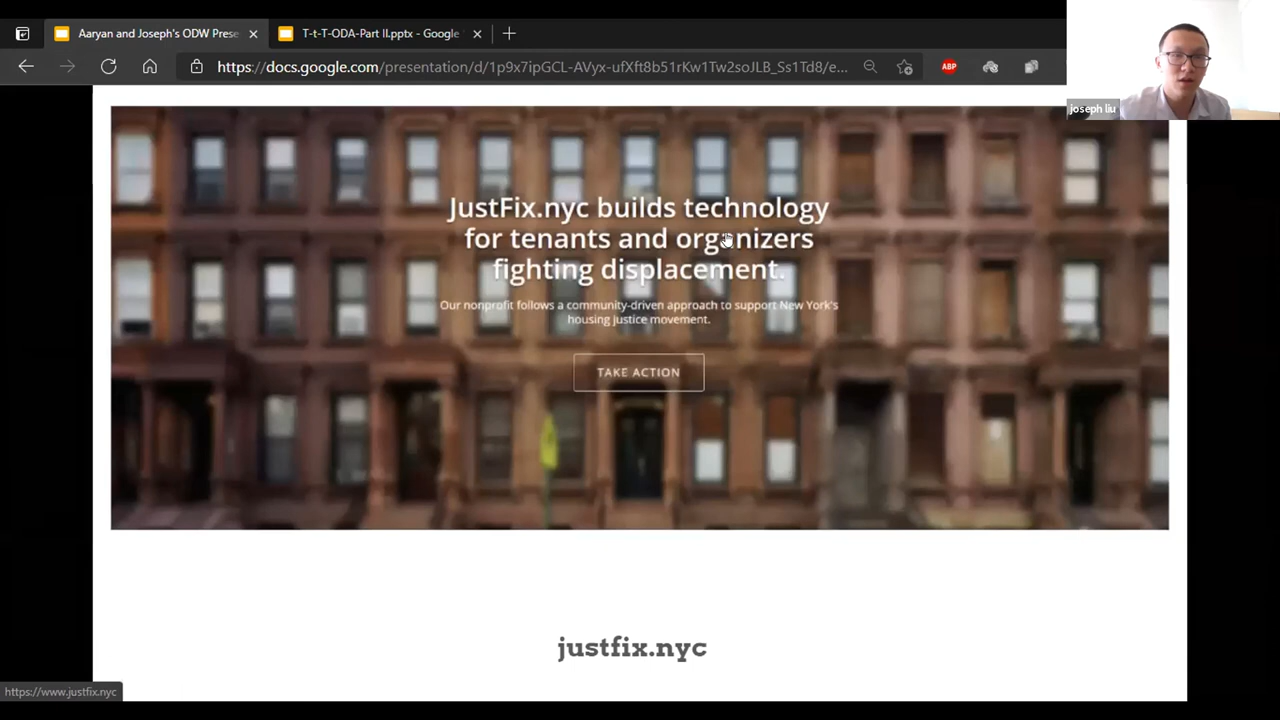 Aaryan and Joseph's ODW Prese
T-t-T-ODA-Part II.pptx - Google
https://docs.google.com/presentation/d/1p9x7ipGCL-AVyx-ufXft8b51rKw1Tw2soJLB_Ss1Td8/e...
ABP
joseph liu
JustFix.nyc builds technology
for tenants and organizers
fighting displacement.
Our nonprofit follows a community-driven approach to support New York's
housing justice movement.
TAKE ACTION
justfix.nyc
https://www.justfix.nyc